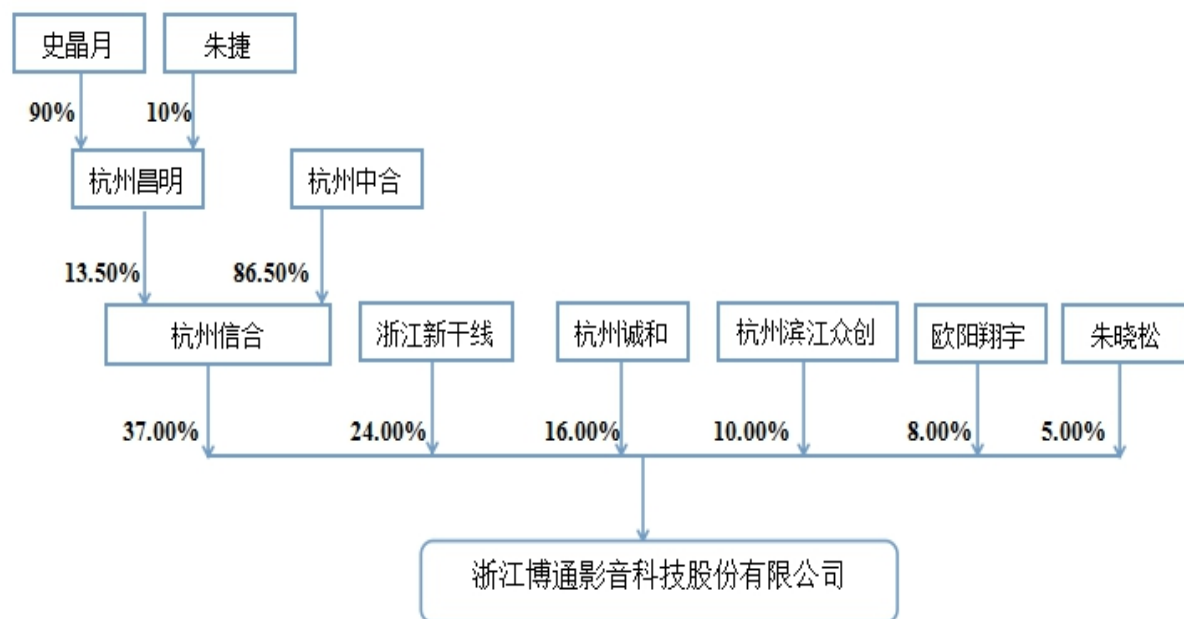 史晶月
朱捷
90%
10%
杭州昌明
杭州中合
13.50%
86.50%
杭州信合
浙江新干线
杭州诚和
杭州滨江众创
欧阳翔宇
朱晓松
37.00%
24.00%
16.00%
10.00%
8.00%
5.00%
浙江博通影音科技股份有限公司